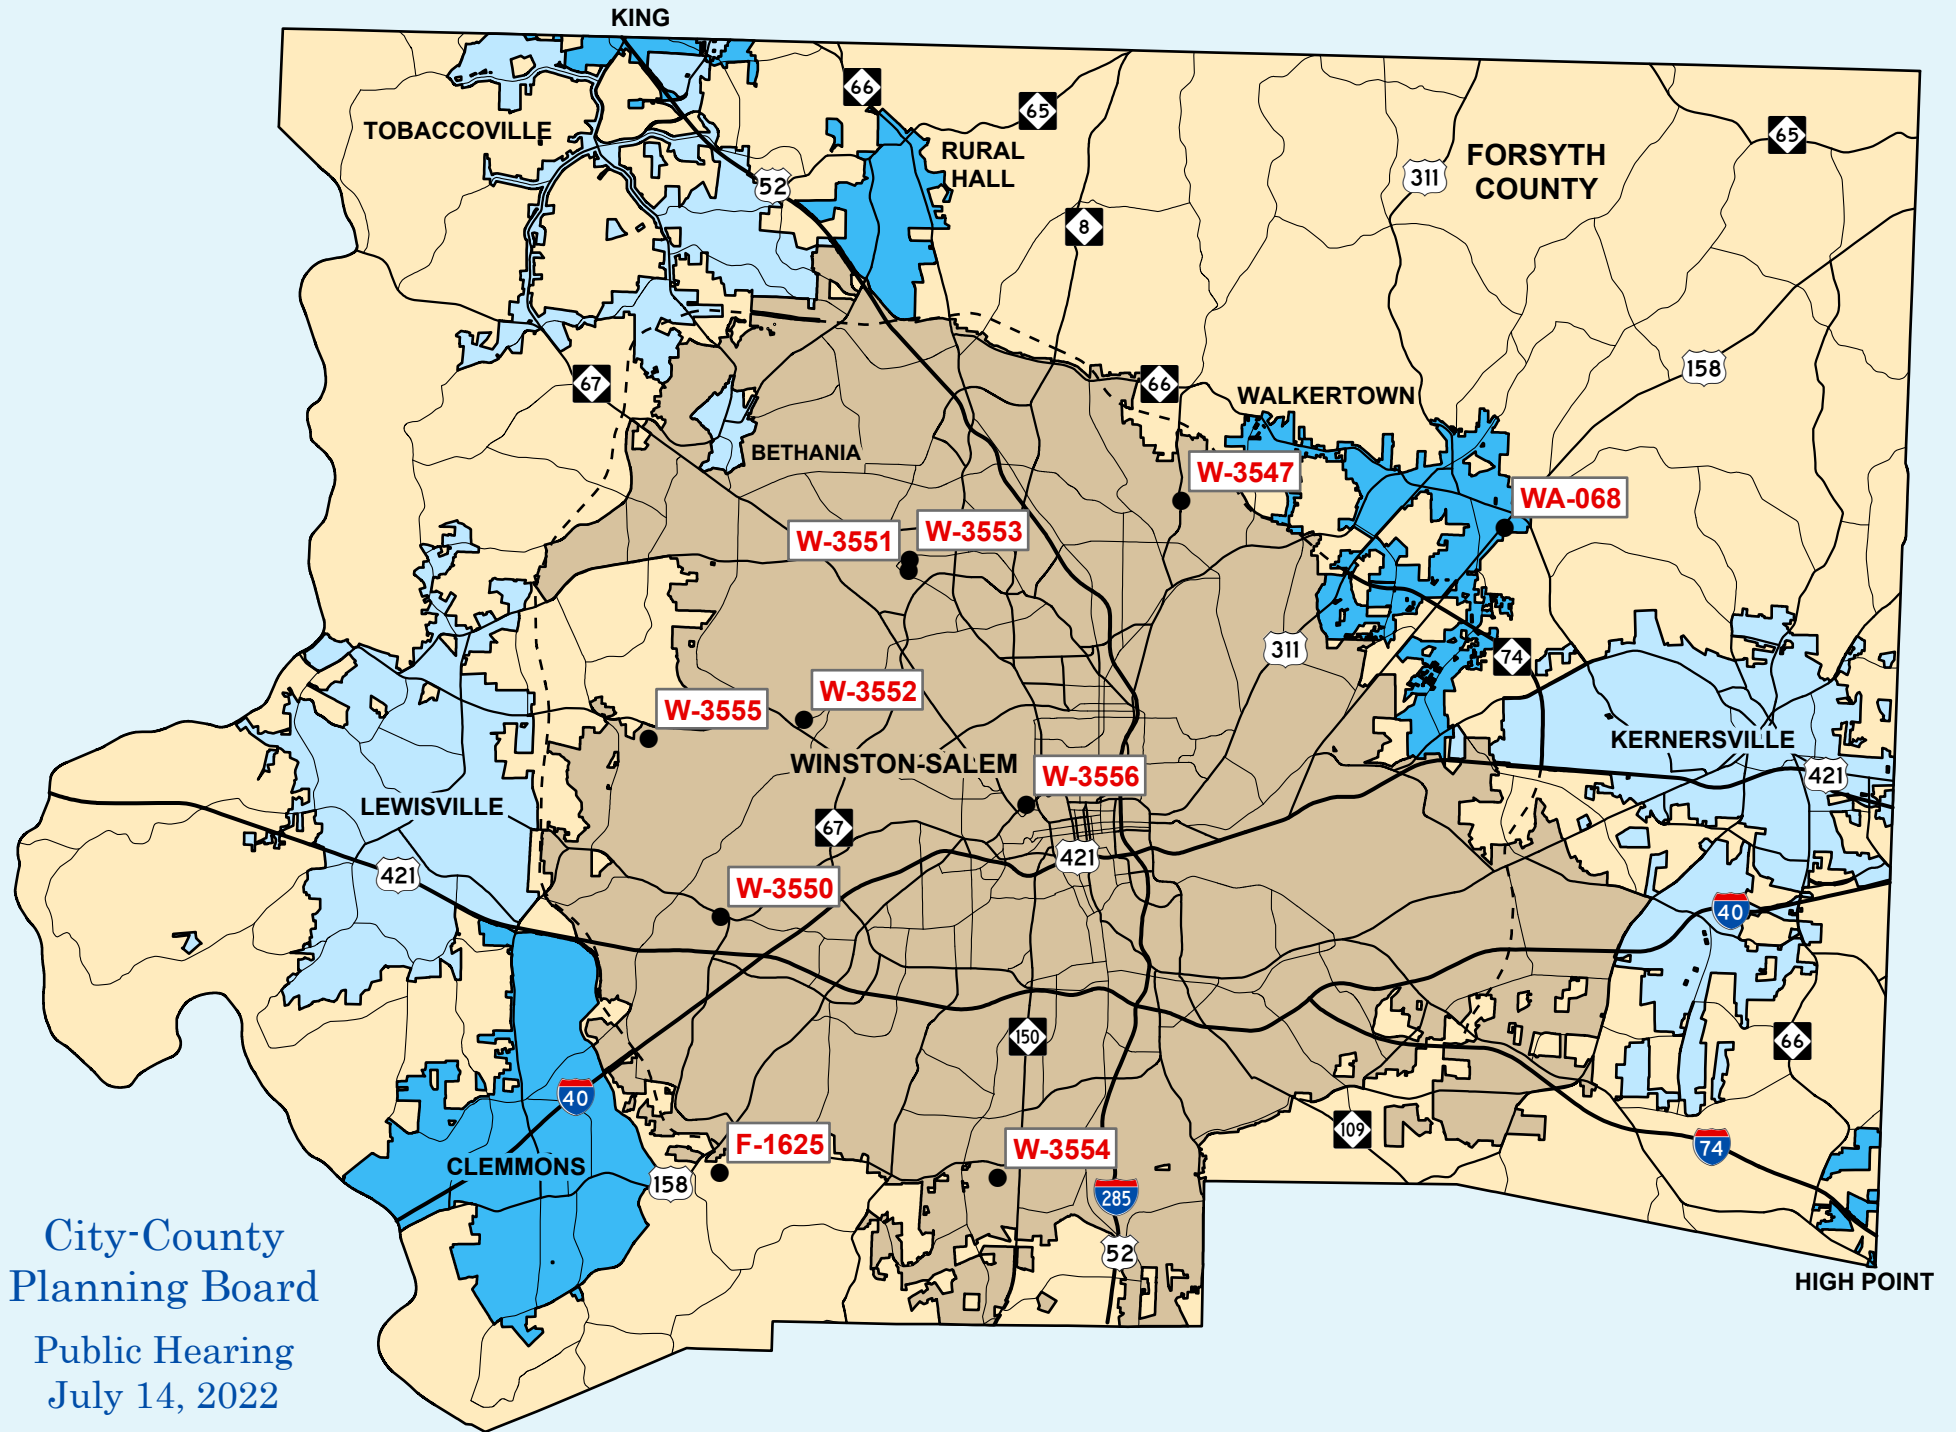 KING
66
65
65
TOBACCOVILLE
RURAL
HALL
FORSYTH
COUNTY
311
52
8
158
67
66
WALKERTOWN
BETHANIA
W-3547
WA-068
W-3551
W-3553
311
74
W-3552
W-3555
KERNERSVILLE
WINSTON-SALEM
W-3556
421
LEWISVILLE
67
421
421
W-3550
40
150
66
40
109
F-1625
W-3554
74
CLEMMONS
158
285
52
HIGH POINT
City-County
Planning Board
Public Hearing
July 14, 2022